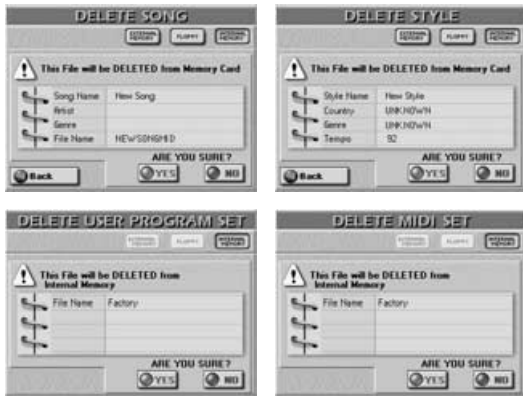 DELETE SONG
EXTERNAL MEMORY FLOPPY INTERNAL MEMORY
This File will be DELETED from Memory Card
Song Name New Song
Artist
Genre
File Name NEWSONGMID
ARE YOU SURE?
Back YES NO
DELETE STYLE
EXTERNAL MEMORY FLOPPY INTERNAL MEMORY
This File will be DELETED from Memory Card
Style Name New Style
Country UNKNOWN
Genre UNKNOWN
Tempo 92
ARE YOU SURE?
Back YES NO
DELETE USER PROGRAM SET
EXTERNAL MEMORY FLOPPY INTERNAL MEMORY
This File will be DELETED from
Internal Memory
File Name Factory
ARE YOU SURE?
YES NO
DELETE MIDI SET
EXTERNAL MEMORY FLOPPY INTERNAL MEMORY
This File will be DELETED from
Internal Memory
File Name Factory
ARE YOU SURE?
YES NO